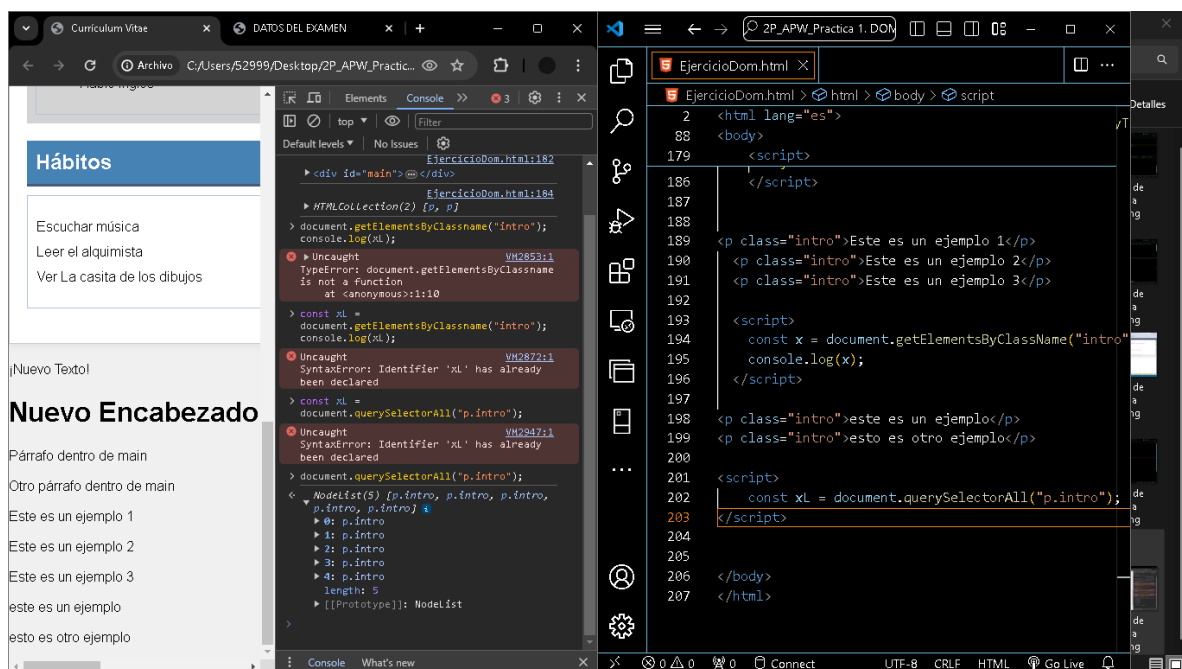 Currículum Vitae
DATOS DEL EXAMEN
Archivo
C:/Users/52999/Desktop/2P_APW_Practic...
Hábitos
Escuchar música
Leer el alquimista
Ver La casita de los dibujos
¡Nuevo Texto!
Nuevo Encabezado
Párrafo dentro de main
Otro párrafo dentro de main
Este es un ejemplo 1
Este es un ejemplo 2
Este es un ejemplo 3
este es un ejemplo
esto es otro ejemplo
Elements Console 3
top Filter
Default levels No Issues
EjercicioDom.html:182
<div id="main"></div>
EjercicioDom.html:184
HTMLCollection(2) [p, p]
> document.getElementsByClassname("intro");
console.log(xL);
Uncaught VM2853:1
TypeError: document.getElementsByClassname
is not a function
at <anonymous>:1:10
> const xL =
document.getElementsByClassname("intro");
console.log(xL);
Uncaught VM2872:1
SyntaxError: Identifier 'xL' has already
been declared
> const xL =
document.querySelectorAll("p.intro");
Uncaught VM2947:1
SyntaxError: Identifier 'xL' has already
been declared
> document.querySelectorAll("p.intro");
NodeList(5) [p.intro, p.intro, p.intro,
p.intro, p.intro]
0: p.intro
1: p.intro
2: p.intro
3: p.intro
4: p.intro
length: 5
[[Prototype]]: NodeList
Console What's new
2P_APW_Practica 1. DOM
EjercicioDom.html
EjercicioDom.html > html > body > script
2 <html lang="es">
88 <body>
179 <script>
186 </script>
187
188
189 <p class="intro">Este es un ejemplo 1</p>
190 <p class="intro">Este es un ejemplo 2</p>
191 <p class="intro">Este es un ejemplo 3</p>
192
193 <script>
194 const x = document.getElementsByClassName("intro"
195 console.log(x);
196 </script>
197
198 <p class="intro">este es un ejemplo</p>
199 <p class="intro">esto es otro ejemplo</p>
200
201 <script>
202 const xL = document.querySelectorAll("p.intro");
203 </script>
204
205
206 </body>
207 </html>
0 0 0 Connect UTF-8 CRLF HTML Go Live
Detalles
de
a
ng
de
a
ng
de
a
ng
de
ng
de
a
ng